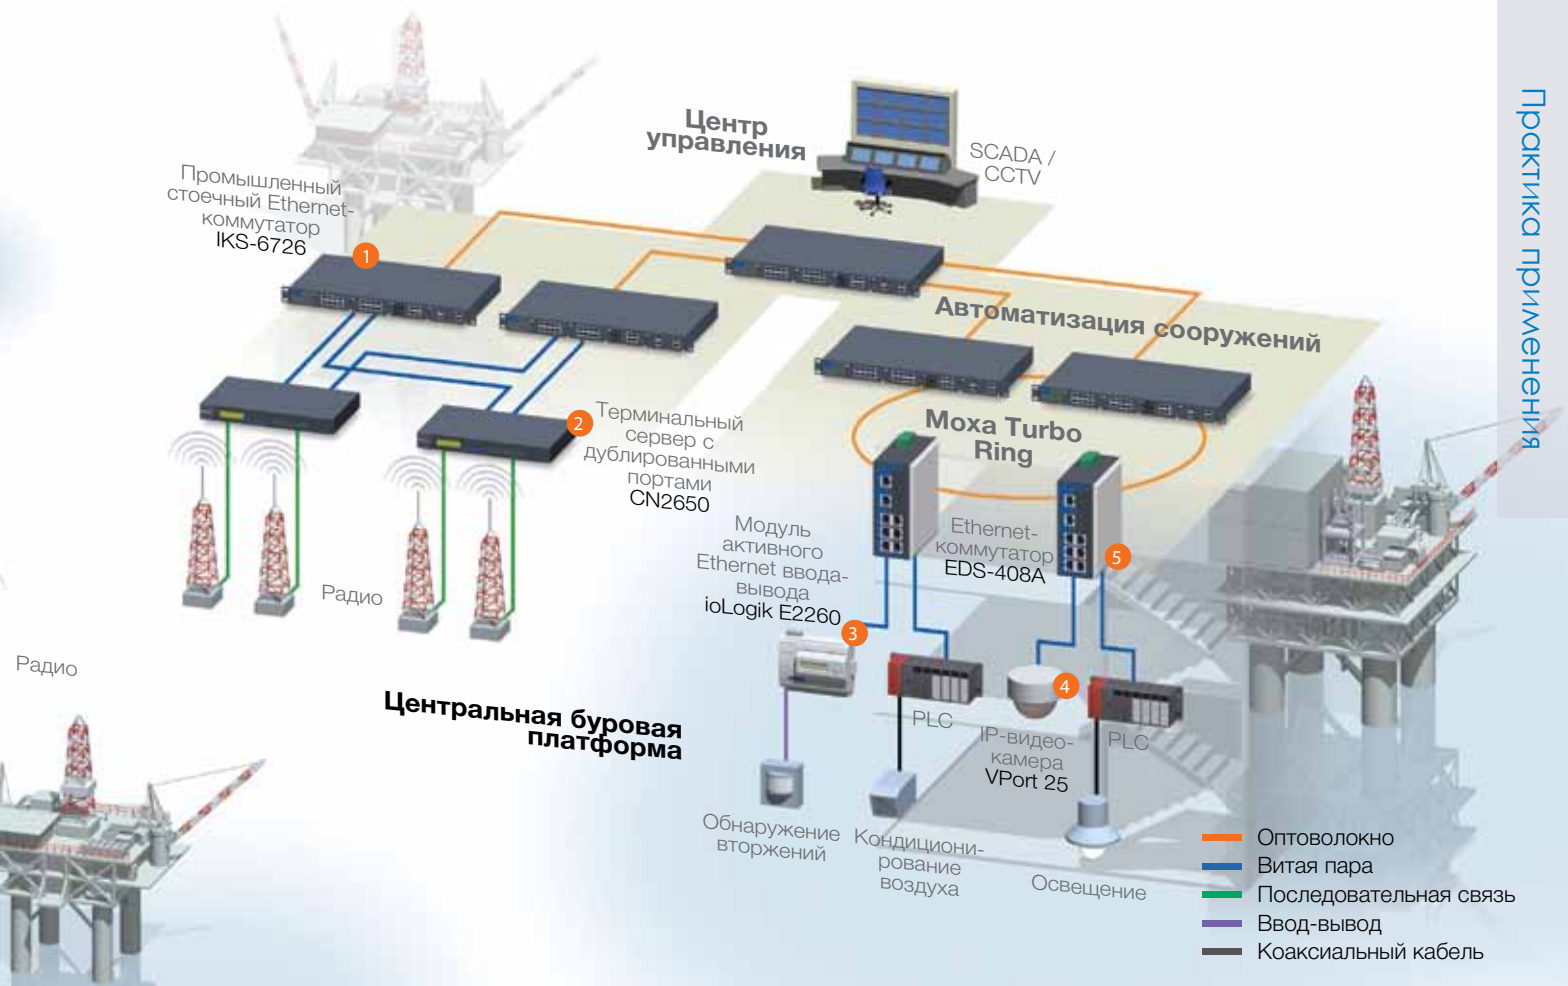 Практика применения
Центр
управления
SCADA /
CCTV
Промышленный
стоечный Ethernet-
коммутатор
IKS-6726
1
Автоматизация сооружений
2
Терминальный
сервер с
дублированными
портами
CN2650
Moxa Turbo
Ring
Модуль
активного
Ethernet ввода-
вывода
ioLogik E2260
3
Ethernet-
коммутатор
EDS-408A
5
Радио
Радио
Центральная буровая
платформа
PLC
4
IP-видео-
камера
VPort 25
PLC
Обнаружение
вторжений
Кондициони-
рование
воздуха
Освещение
Оптоволокно
Витая пара
Последовательная связь
Ввод-вывод
Коаксиальный кабель